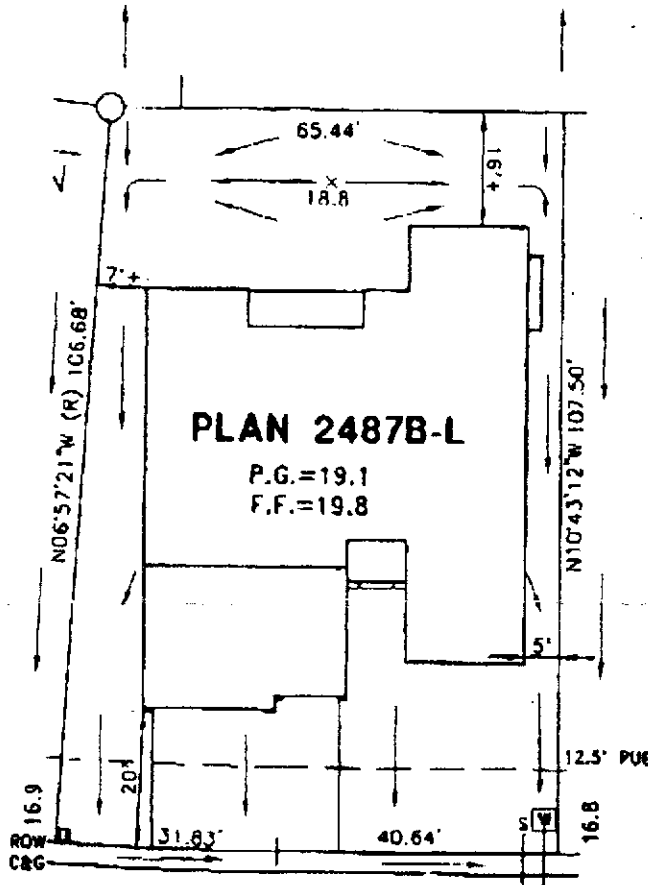 65.44'
16'+
18.8
7'+
N06°57'21"W (R) 106.68'
N10°43'12"W 107.50'
PLAN 2487B-L
P.G.=19.1
F.F.=19.8
5'
12.5' PUE
20'
16.9
16.8
S W
31.83'
40.64'
ROW
C&G